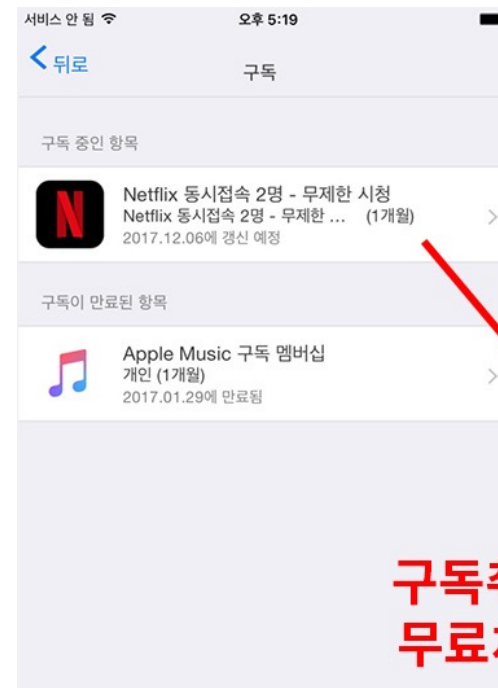 서비스 안 됨
오후 5:19
뒤로
구독
구독 중인 항목
Netflix 동시접속 2명 - 무제한 시청
Netflix 동시접속 2명 - 무제한 ... (1개월)
2017.12.06에 갱신 예정
구독이 만료된 항목
Apple Music 구독 멤버십
개인 (1개월)
2017.01.29에 만료됨
구독
무료